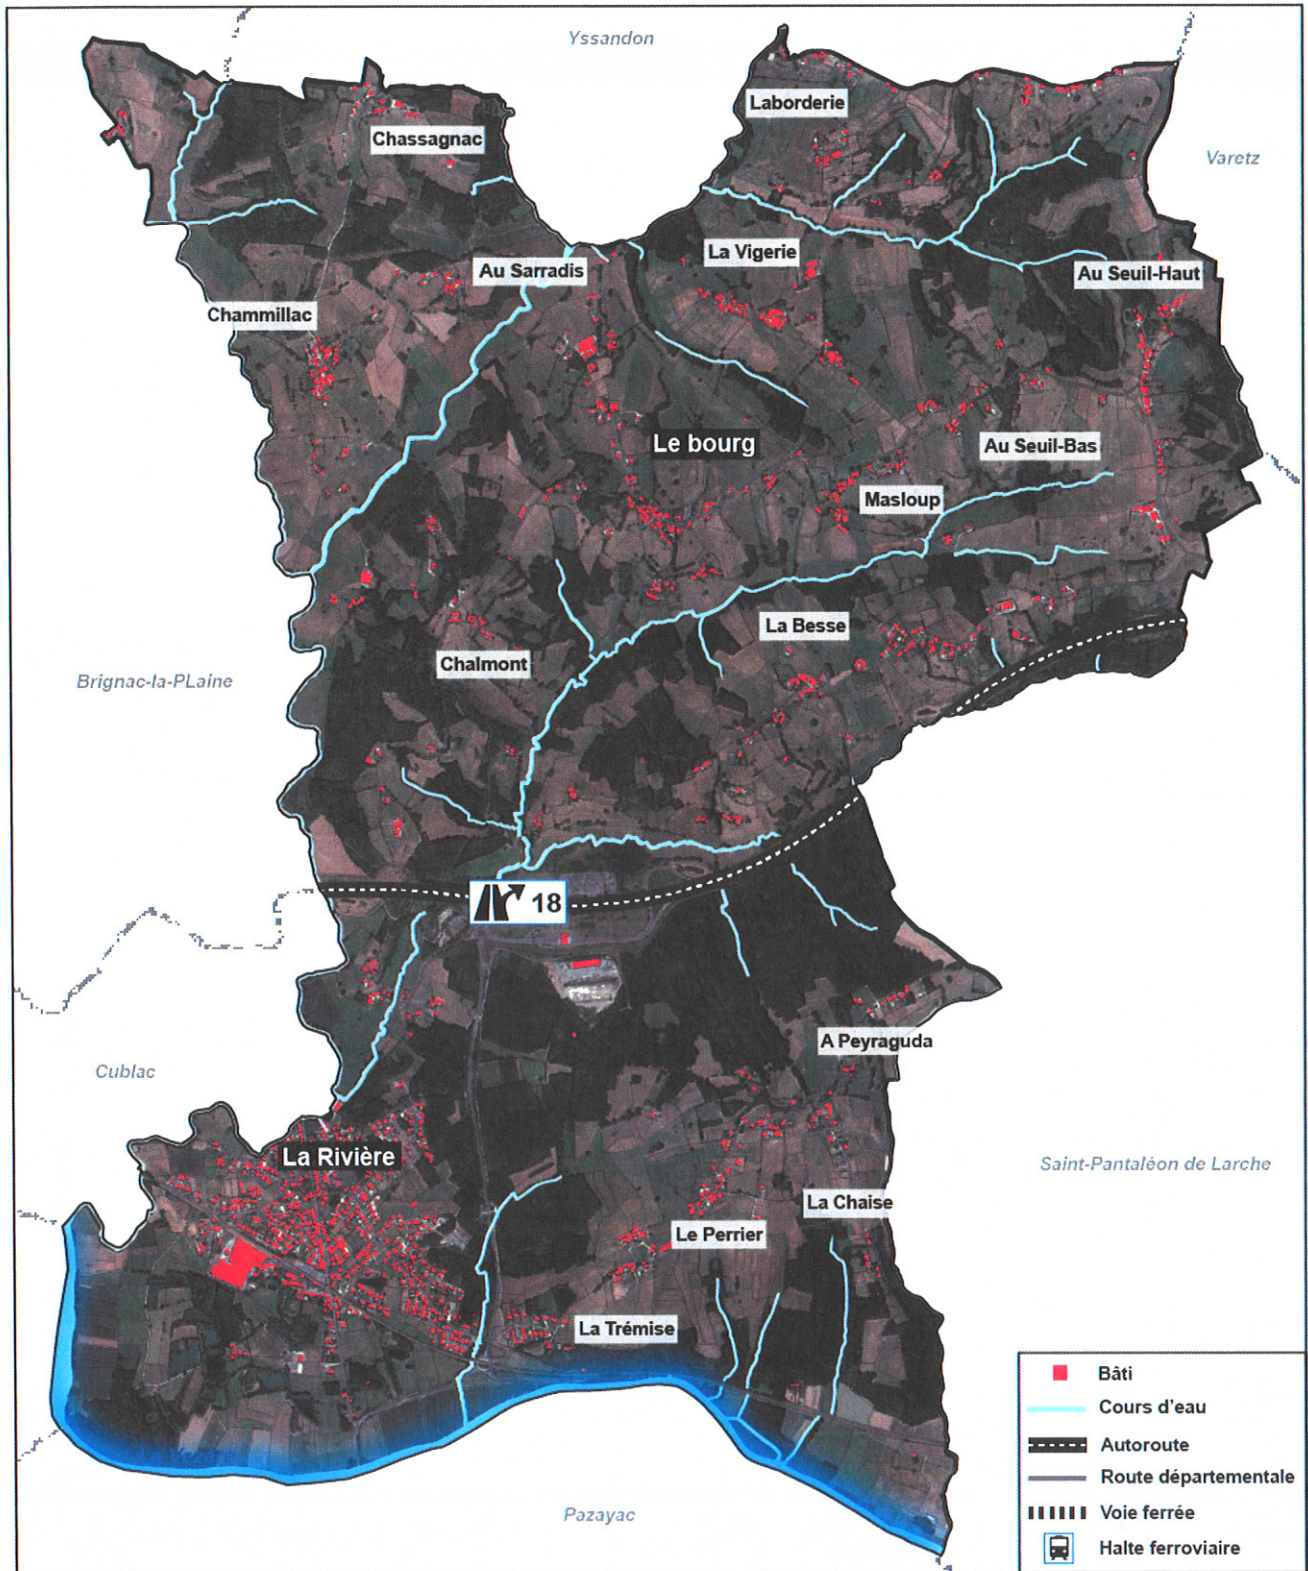 Yssandon
Laborderie
Chassagnac
Varetz
La Vigerie
Au Sarradis
Au Seuil-Haut
Chammillac
Le bourg
Au Seuil-Bas
Masloup
La Besse
Chalmont
Brignac-la-PLaine
18
A Peyraguda
Cublac
La Rivière
Saint-Pantaléon de Larche
La Chaise
Le Perrier
La Trémise
Bâti
Cours d'eau
Autoroute
Route départementale
Voie ferrée
Halte ferroviaire
Pazayac